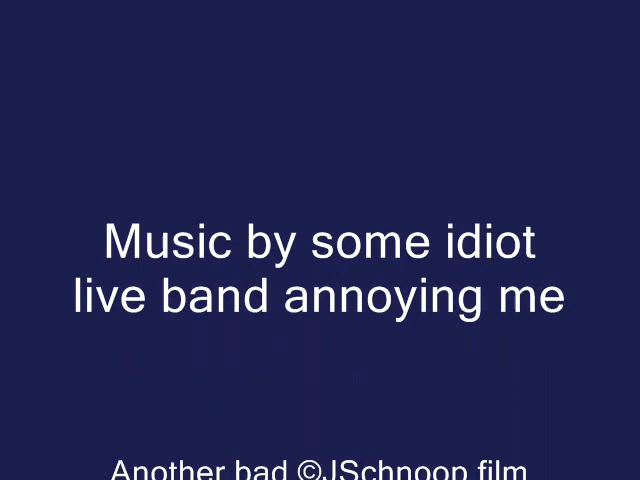 Music by some idiot
live band annoying me
Another bad ©JSchnoop film